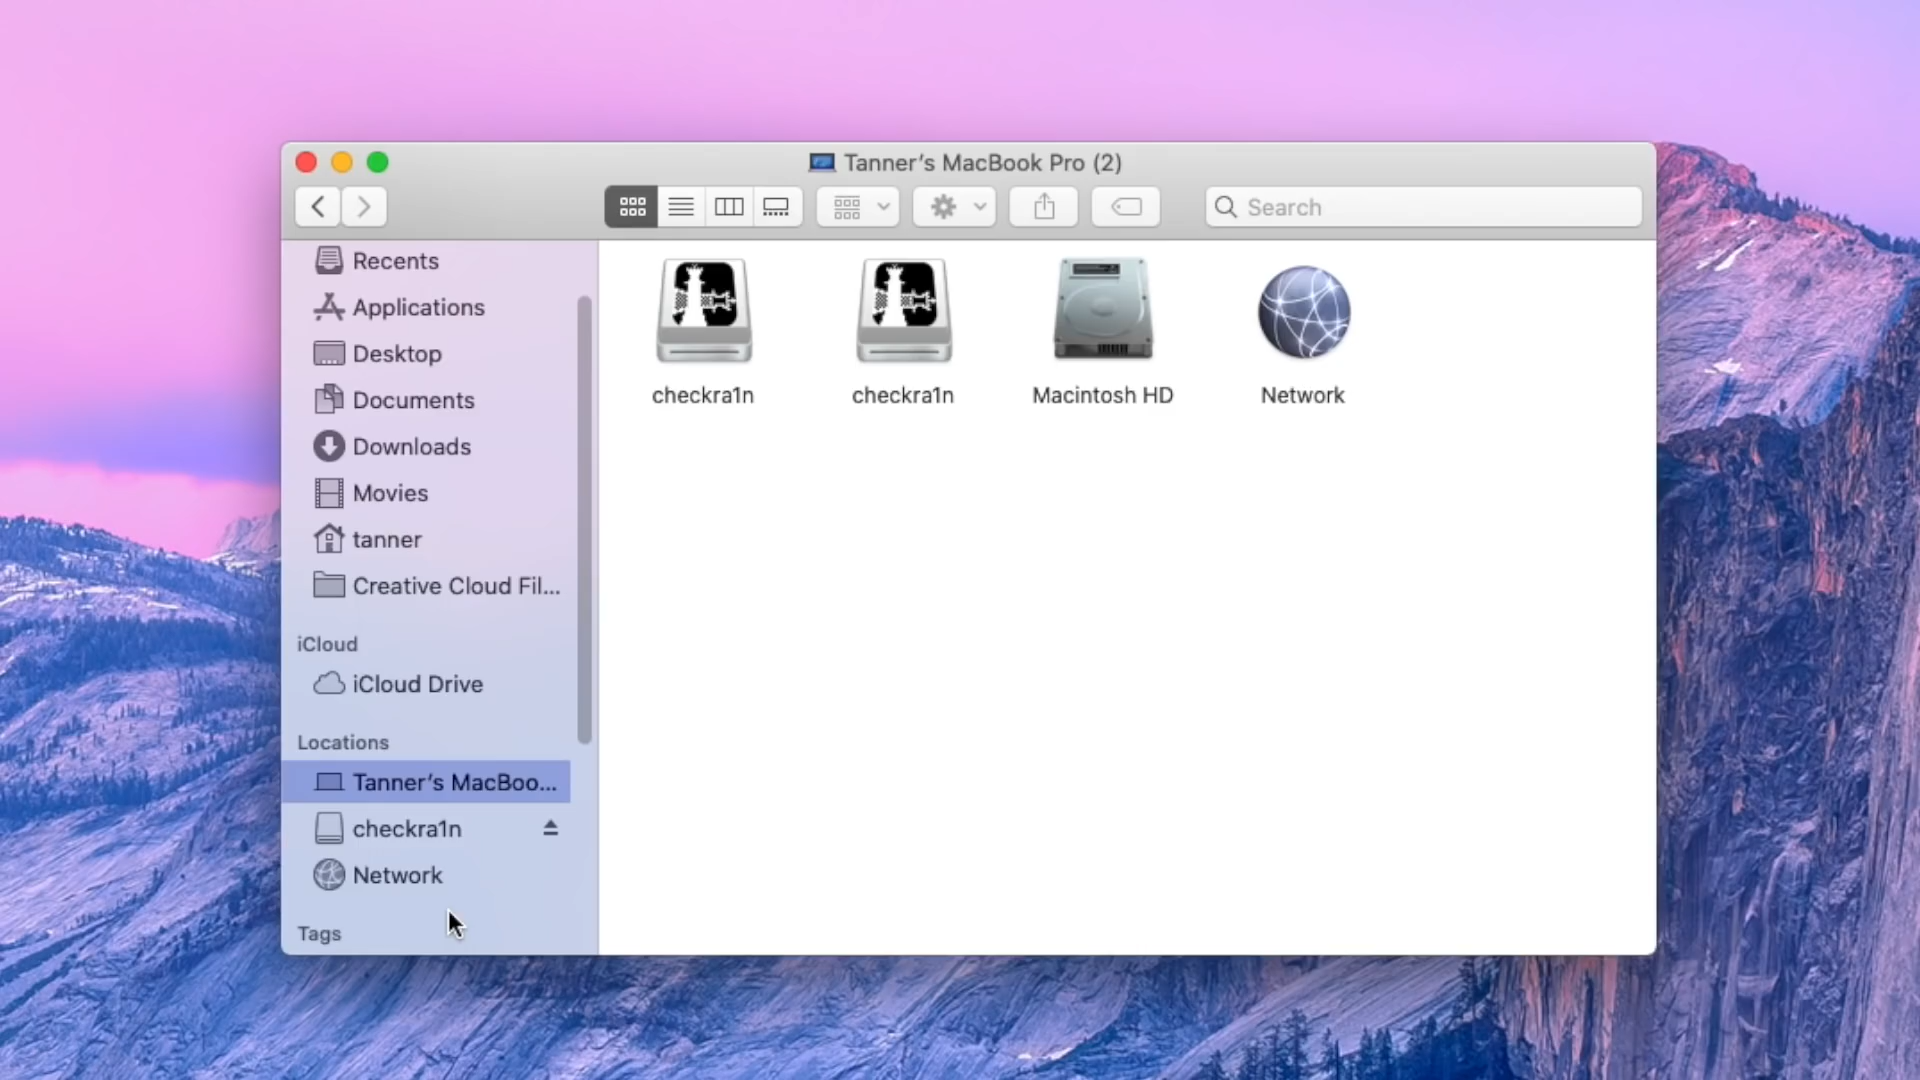 Tanner’s MacBook Pro (2)
Search
Recents
Applications
Desktop
Documents
Downloads
Movies
tanner
Creative Cloud Fil...
iCloud
iCloud Drive
Locations
Tanner’s MacBoo...
checkra1n
Network
Tags
checkra1n
checkra1n
Macintosh HD
Network